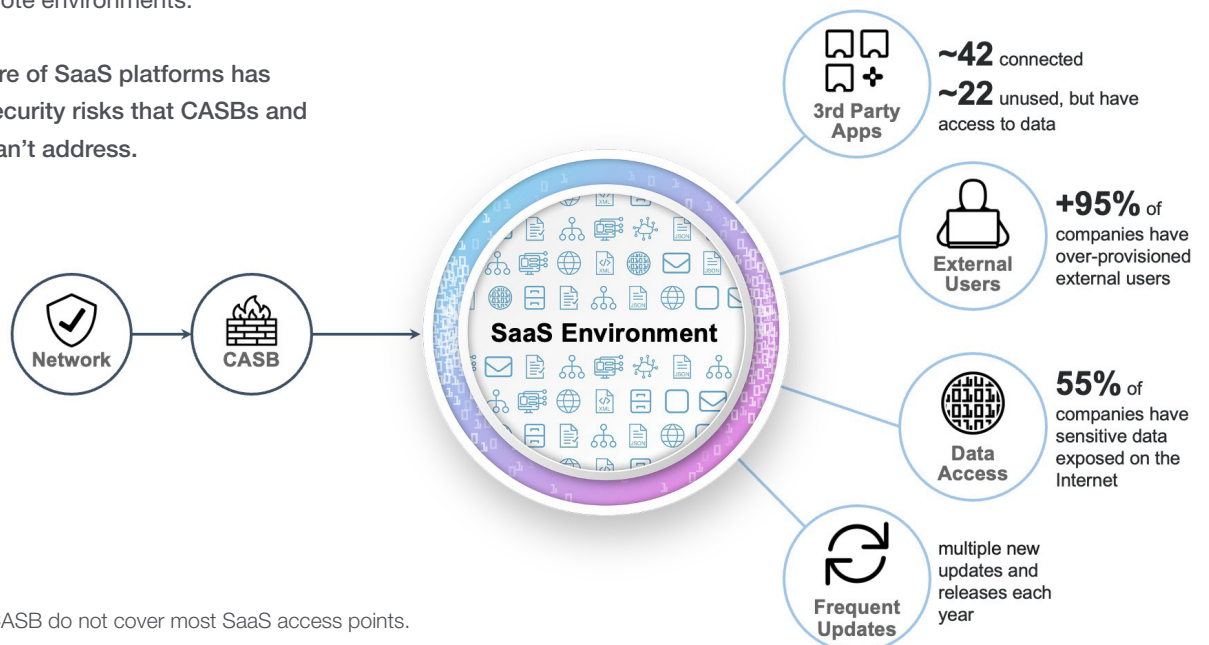 ote environments.
re of SaaS platforms has
ecurity risks that CASBs and
an't address.
Network
CASB
SaaS Environment
3rd Party
Apps
~42 connected
~22 unused, but have
access to data
External
Users
+95% of
companies have
over-provisioned
external users
Data
Access
55% of
companies have
sensitive data
exposed on the
Internet
Frequent
Updates
multiple new
updates and
releases each
year
CASB do not cover most SaaS access points.